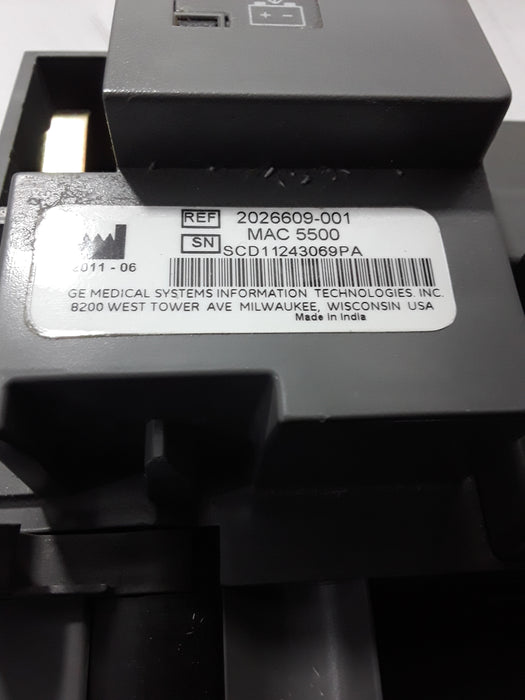 REF 2026609-001
MAC 5500
SN SCD11243069PA
2011 - 06
GE MEDICAL SYSTEMS INFORMATION TECHNOLOGIES. INC.
8200 WEST TOWER AVE MILWAUKEE, WISCONSIN USA
Made in India